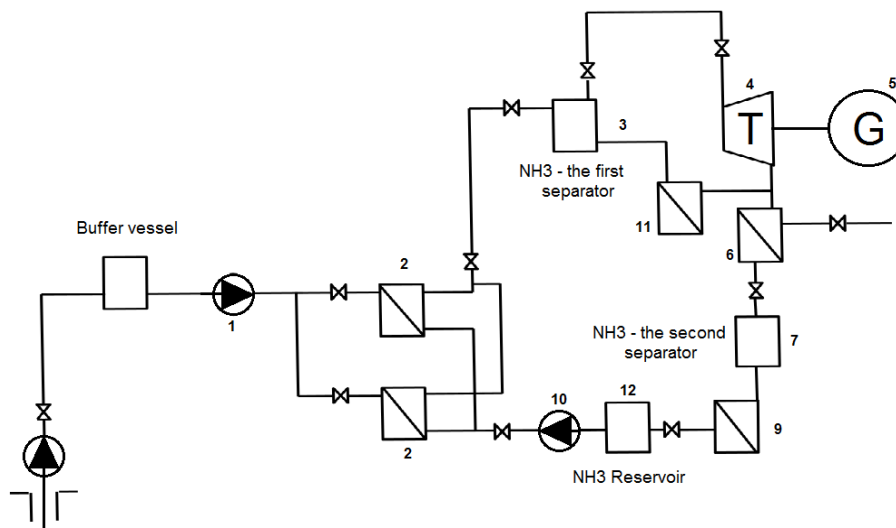 4
5
T
G
3
NH3 - the first
separator
11
Buffer vessel
6
2
1
NH3 - the second
separator
7
10
12
2
9
NH3 Reservoir